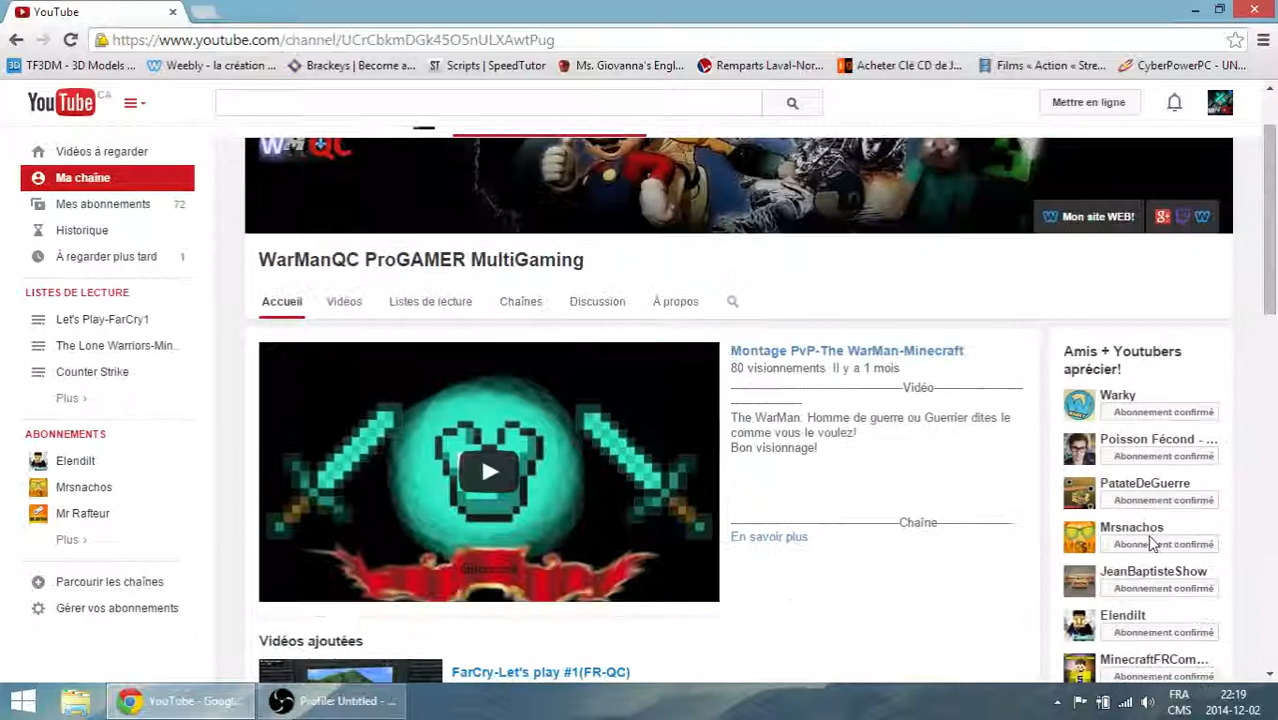 YouTube
https://www.youtube.com/channel/UCrCbkmDGk45O5nULXAwtPug
TF3DM - 3D Models ...
Weebly - la création ...
Brackeys | Become a...
ST Scripts | SpeedTutor
Ms. Giovanna's Engl...
Remparts Laval-Nor...
Acheter Clé CD de J...
Films « Action « Stre...
CyberPowerPC - UN...
YouTube CA
Mettre en ligne
Vidéos à regarder
Ma chaîne
Mes abonnements 72
Historique
À regarder plus tard 1
LISTES DE LECTURE
Let's Play-FarCry1
The Lone Warriors-Min..
Counter Strike
Plus ›
ABONNEMENTS
Elendilt
Mrsnachos
Mr Rafteur
Plus ›
Parcourir les chaînes
Gérer vos abonnements
Mon site WEB!
WarManQC ProGAMER MultiGaming
Accueil
Vidéos
Listes de lecture
Chaînes
Discussion
À propos
Montage PvP-The WarMan-Minecraft
80 visionnements Il y a 1 mois
————————————Vidéo————————
—————
The WarMan: Homme de guerre ou Guerrier dites le
comme vous le voulez!
Bon visionnage!
————————————Chaîne———————
En savoir plus
Vidéos ajoutées
FarCry-Let's play #1(FR-QC)
Amis + Youtubers
aprécier!
Warky
Abonnement confirmé
Poisson Fécond - ...
Abonnement confirmé
PatateDeGuerre
Abonnement confirmé
Mrsnachos
Abonnement confirmé
JeanBaptisteShow
Abonnement confirmé
Elendilt
Abonnement confirmé
MinecraftFRCom...
Abonnement confirmé
YouTube - Googl...
Profile: Untitled - ...
FRA
CMS
22:19
2014-12-02